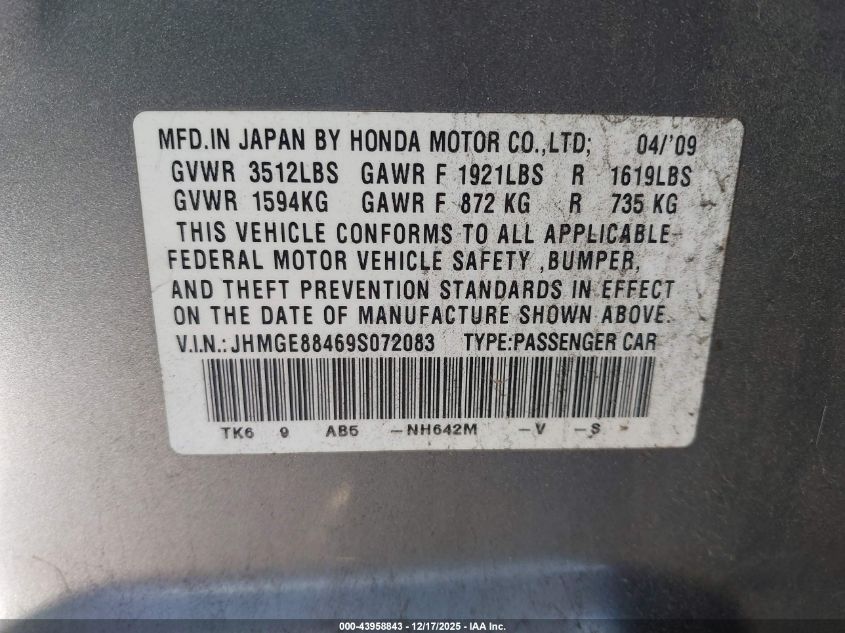 MFD.IN JAPAN BY HONDA MOTOR CO.,LTD; 04/'09
GVWR 3512LBS GAWR F 1921LBS R 1619LBS
GVWR 1594KG GAWR F 872 KG R 735 KG
THIS VEHICLE CONFORMS TO ALL APPLICABLE
FEDERAL MOTOR VEHICLE SAFETY ,BUMPER,
AND THEFT PREVENTION STANDARDS IN EFFECT
ON THE DATE OF MANUFACTURE SHOWN ABOVE.
V.I.N.: JHMGE88469S072083 TYPE:PASSENGER CAR
TK6 9 AB5 -NH642M -V -S
000-43958843 - 12/17/2025 - IAA Inc.